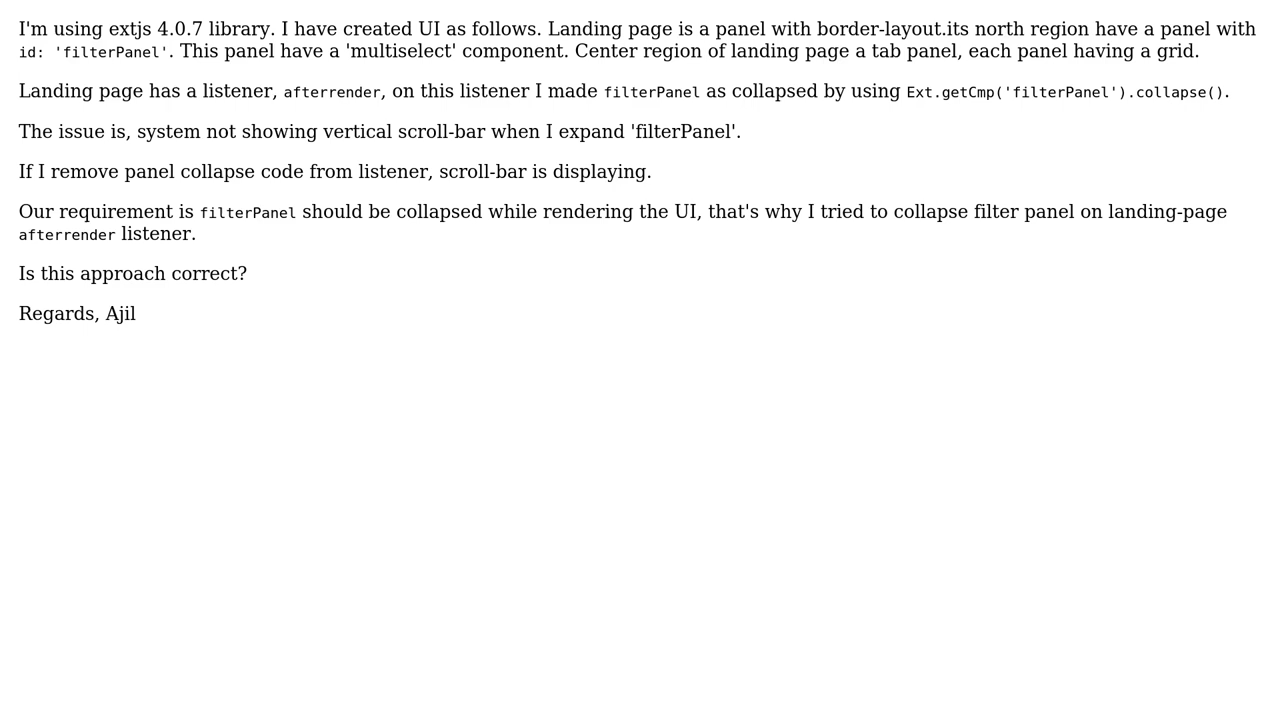 I'm using extjs 4.0.7 library. I have created UI as follows. Landing page is a panel with border-layout.its north region have a panel with
id: 'filterPanel'. This panel have a 'multiselect' component. Center region of landing page a tab panel, each panel having a grid.
Landing page has a listener, afterrender, on this listener I made filterPanel as collapsed by using Ext.getCmp('filterPanel').collapse().
The issue is, system not showing vertical scroll-bar when I expand 'filterPanel'.
If I remove panel collapse code from listener, scroll-bar is displaying.
Our requirement is filterPanel should be collapsed while rendering the UI, that's why I tried to collapse filter panel on landing-page
afterrender listener.
Is this approach correct?
Regards, Ajil